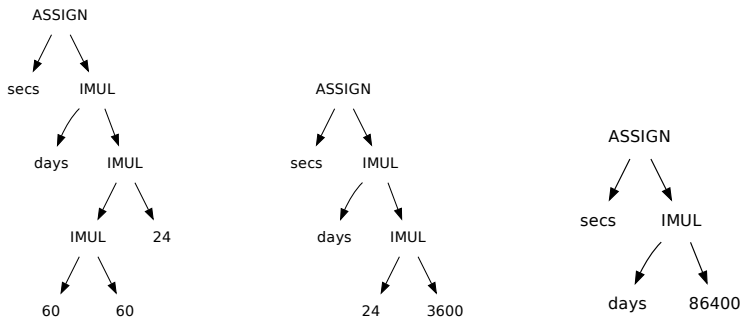 ASSIGN
secs IMUL
days IMUL
IMUL 24
60 60
ASSIGN
secs IMUL
days IMUL
24 3600
ASSIGN
secs IMUL
days 86400